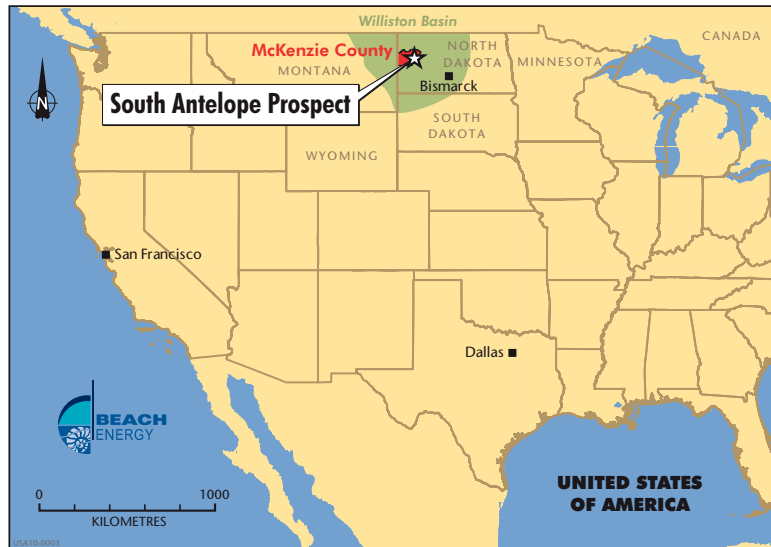 Williston Basin
CANADA
McKenzie County
NORTH
DAKOTA
MINNESOTA
MONTANA
Bismarck
N
South Antelope Prospect
SOUTH
DAKOTA
WYOMING
San Francisco
Dallas
BEACH
ENERGY
UNITED STATES
OF AMERICA
0 1000
KILOMETRES
USA10-0003